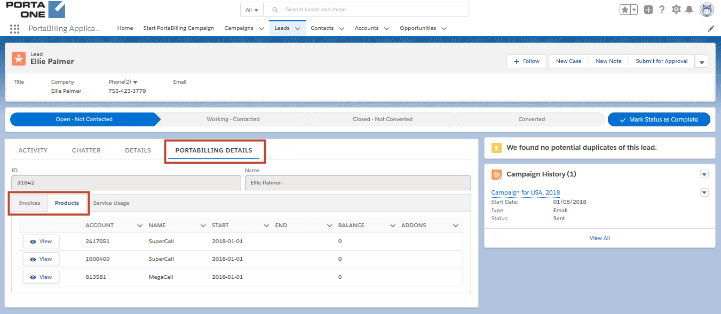 PORTA
ONE
All
Search Leads and more...
PortaBilling Applica...
Home
Start PortaBilling Campaign
Campaigns
Leads
Contacts
Accounts
Opportunities
Lead
Ellie Palmer
+ Follow
New Case
New Note
Submit for Approval
Title
Company
Phone(2)
Email
Ellie Palmer
755-423-3779
Open - Not Contacted
Working - Contacted
Closed - Not Converted
Converted
Mark Status as Complete
ACTIVITY
CHATTER
DETAILS
PORTABILLING DETAILS
ID
Name
d1842
Ellie Palmer-
Invoices
Products
Service Usage
ACCOUNT
NAME
START
END
BALANCE
ADDONS
View
2417051
SuperCall
2018-01-01
0
View
1000400
SuperCall
2018-01-01
0
View
813581
MegaCall
2018-01-01
0
We found no potential duplicates of this lead.
Campaign History (1)
Campaign for USA, 2018
Start Date:
01/08/2018
Type:
Email
Status:
Sent
View All